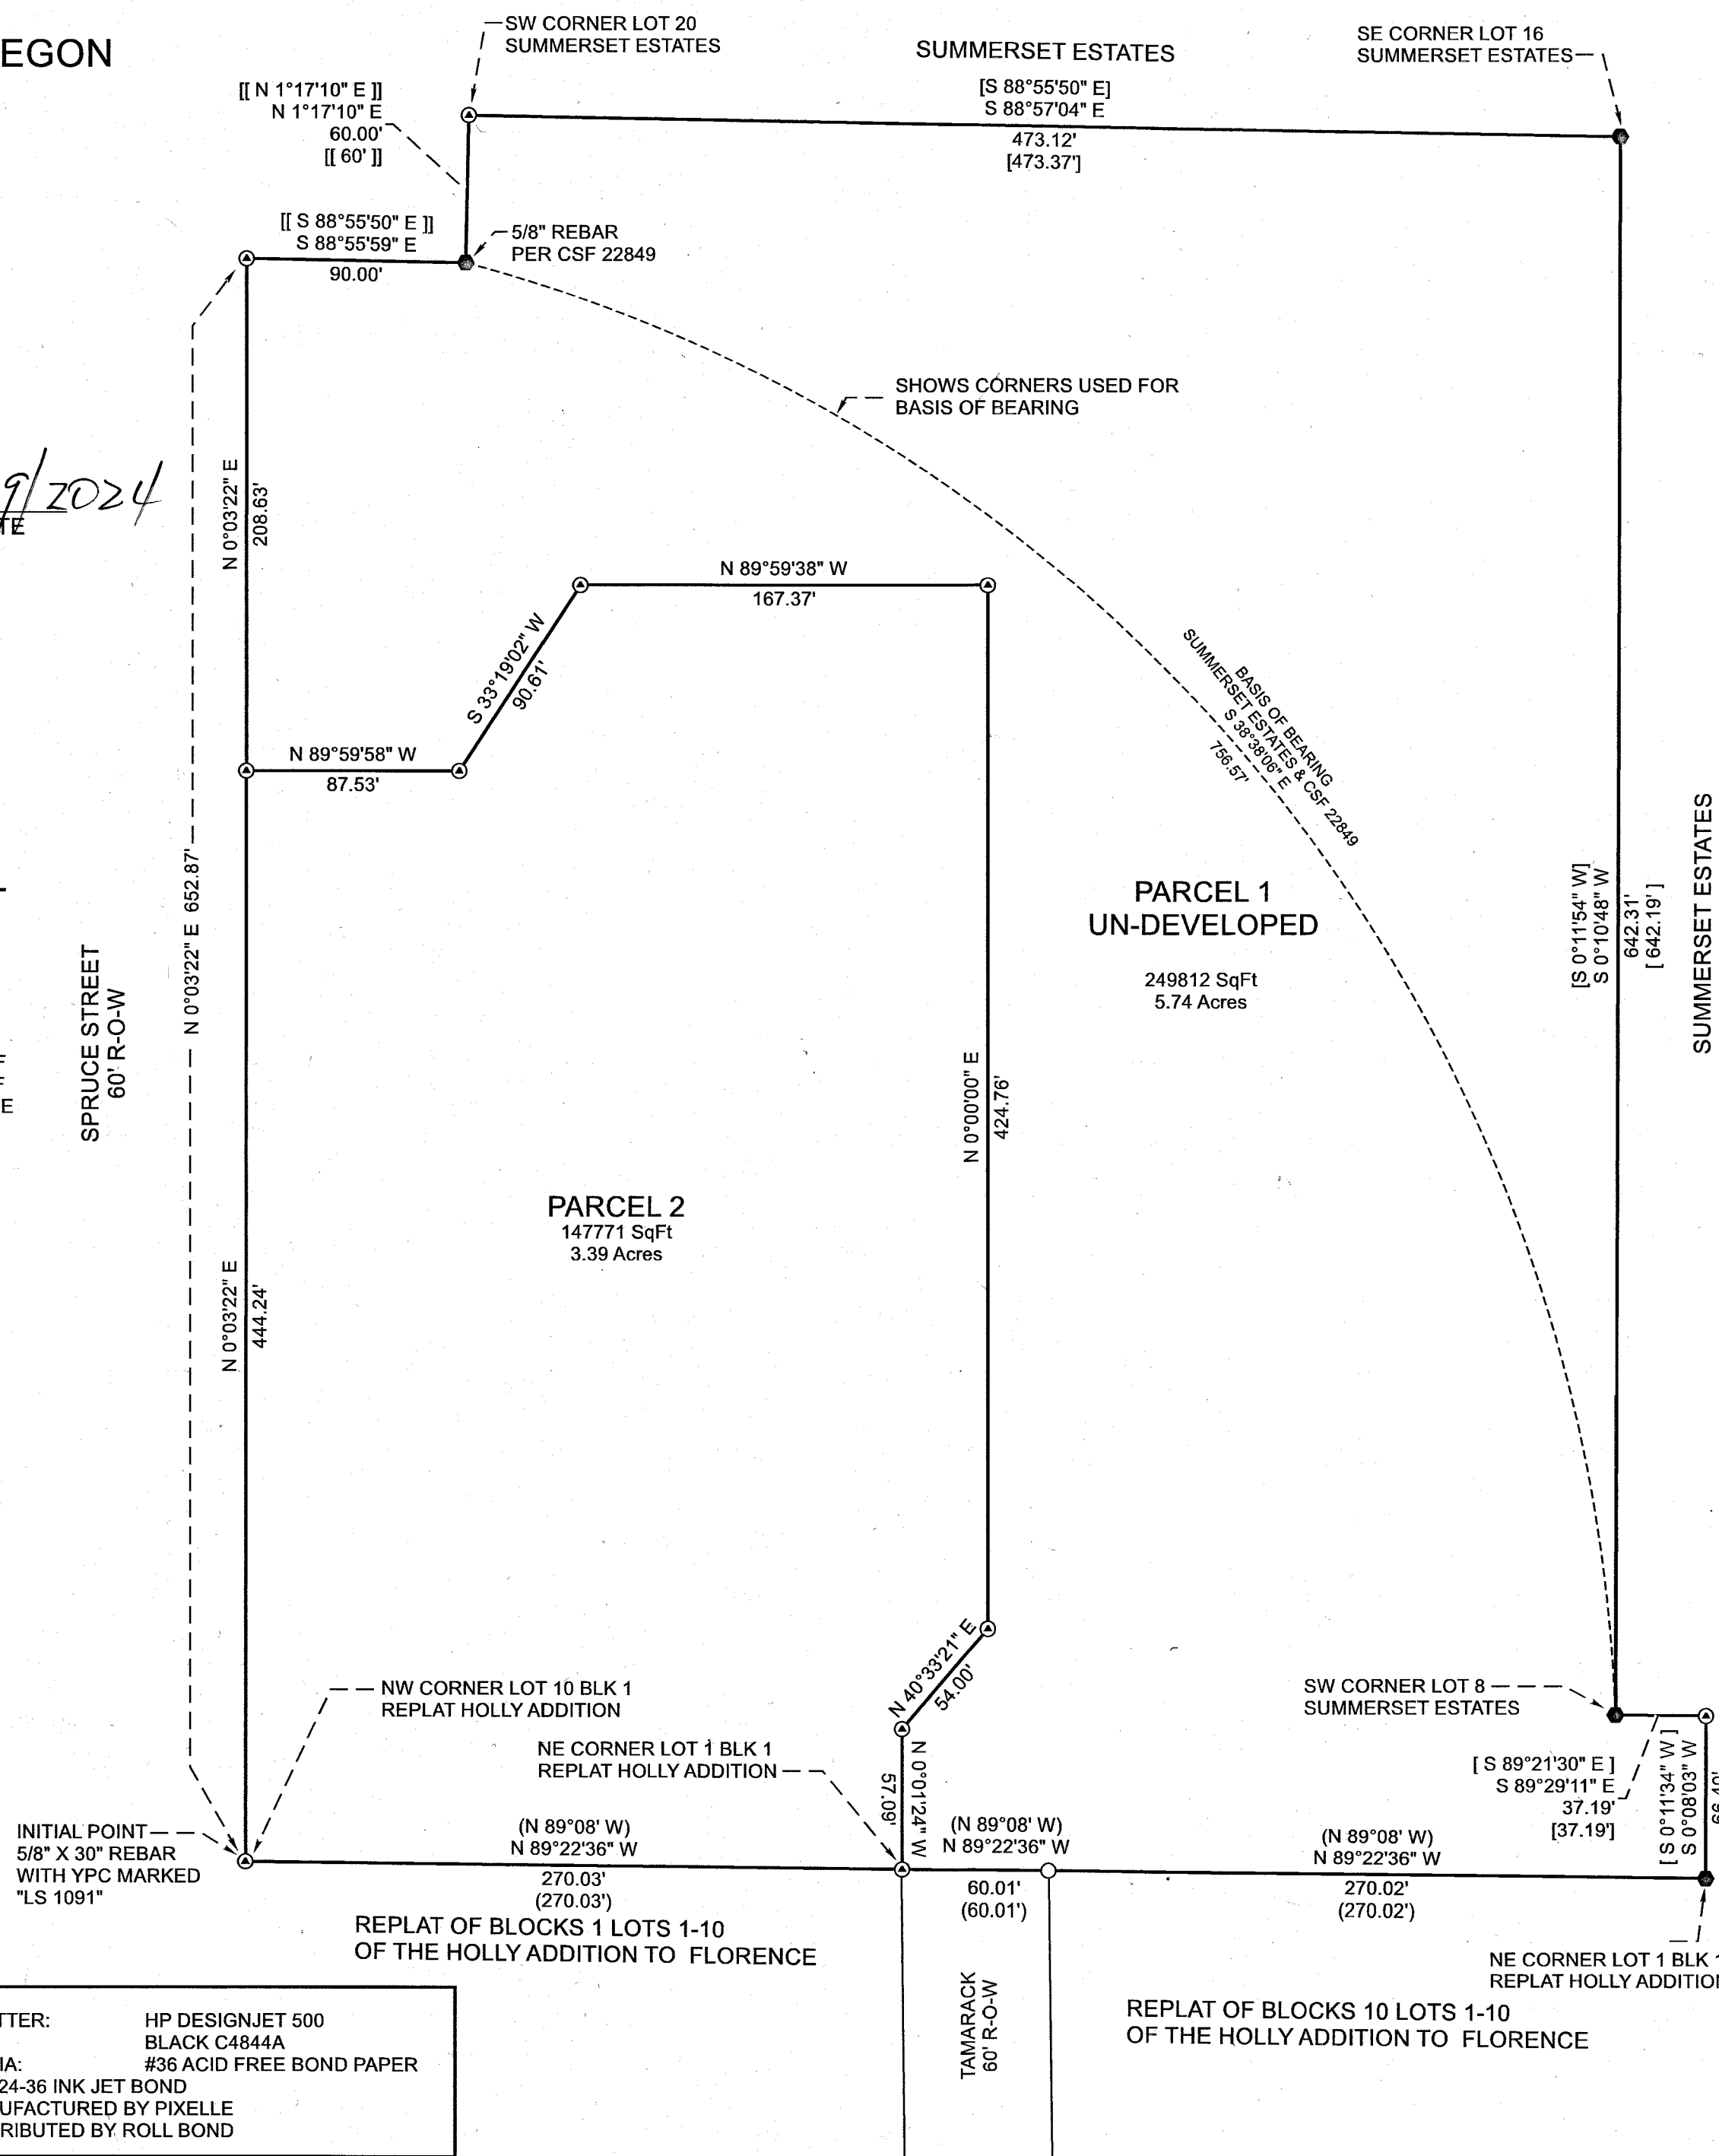 EGON
SW CORNER LOT 20
SUMMERSET ESTATES
SUMMERSET ESTATES
[S 88°55'50" E]
S 88°57'04" E
473.12'
[473.37']
SE CORNER LOT 16
SUMMERSET ESTATES
[[ N 1°17'10" E ]]
N 1°17'10" E
60.00'
[[ 60' ]]
[[ S 88°55'50" E ]]
S 88°55'59" E
90.00'
5/8" REBAR
PER CSF 22849
SHOWS CORNERS USED FOR
BASIS OF BEARING
9/2024
TE
N 0°03'22" E
208.63'
N 89°59'38" W
167.37'
S 33°19'02" W
90.61'
N 89°59'58" W
87.53'
BASIS OF BEARING
SUMMERSET ESTATES & CSF 22849
S 38°38'06" E
756.57'
N 0°03'22" E 652.87'
SPRUCE STREET
60' R-O-W
PARCEL 1
UN-DEVELOPED
249812 SqFt
5.74 Acres
[S 0°11'54" W]
S 0°10'48" W
642.31'
[ 642.19' ]
SUMMERSET ESTATES
E
N 0°00'00" E
424.76'
PARCEL 2
147771 SqFt
3.39 Acres
N 0°03'22" E
444.24'
N 40°33'21" E
54.00'
NW CORNER LOT 10 BLK 1
REPLAT HOLLY ADDITION
NE CORNER LOT 1 BLK 1
REPLAT HOLLY ADDITION
57.09'
N 0°01'24" W
SW CORNER LOT 8
SUMMERSET ESTATES
[ S 89°21'30" E ]
S 89°29'11" E
37.19'
[37.19']
[ S 0°11'34" W ]
S 0°08'03" W
INITIAL POINT
5/8" X 30" REBAR
WITH YPC MARKED
"LS 1091"
(N 89°08' W)
N 89°22'36" W
270.03'
(270.03')
(N 89°08' W)
N 89°22'36" W
60.01'
(60.01')
(N 89°08' W)
N 89°22'36" W
270.02'
(270.02')
REPLAT OF BLOCKS 1 LOTS 1-10
OF THE HOLLY ADDITION TO FLORENCE
NE CORNER LOT 1 BLK 1
REPLAT HOLLY ADDITION
TAMARACK
60' R-O-W
REPLAT OF BLOCKS 10 LOTS 1-10
OF THE HOLLY ADDITION TO FLORENCE
TTER: HP DESIGNJET 500
BLACK C4844A
IA: #36 ACID FREE BOND PAPER
24-36 INK JET BOND
UFACTURED BY PIXELLE
RIBUTED BY ROLL BOND